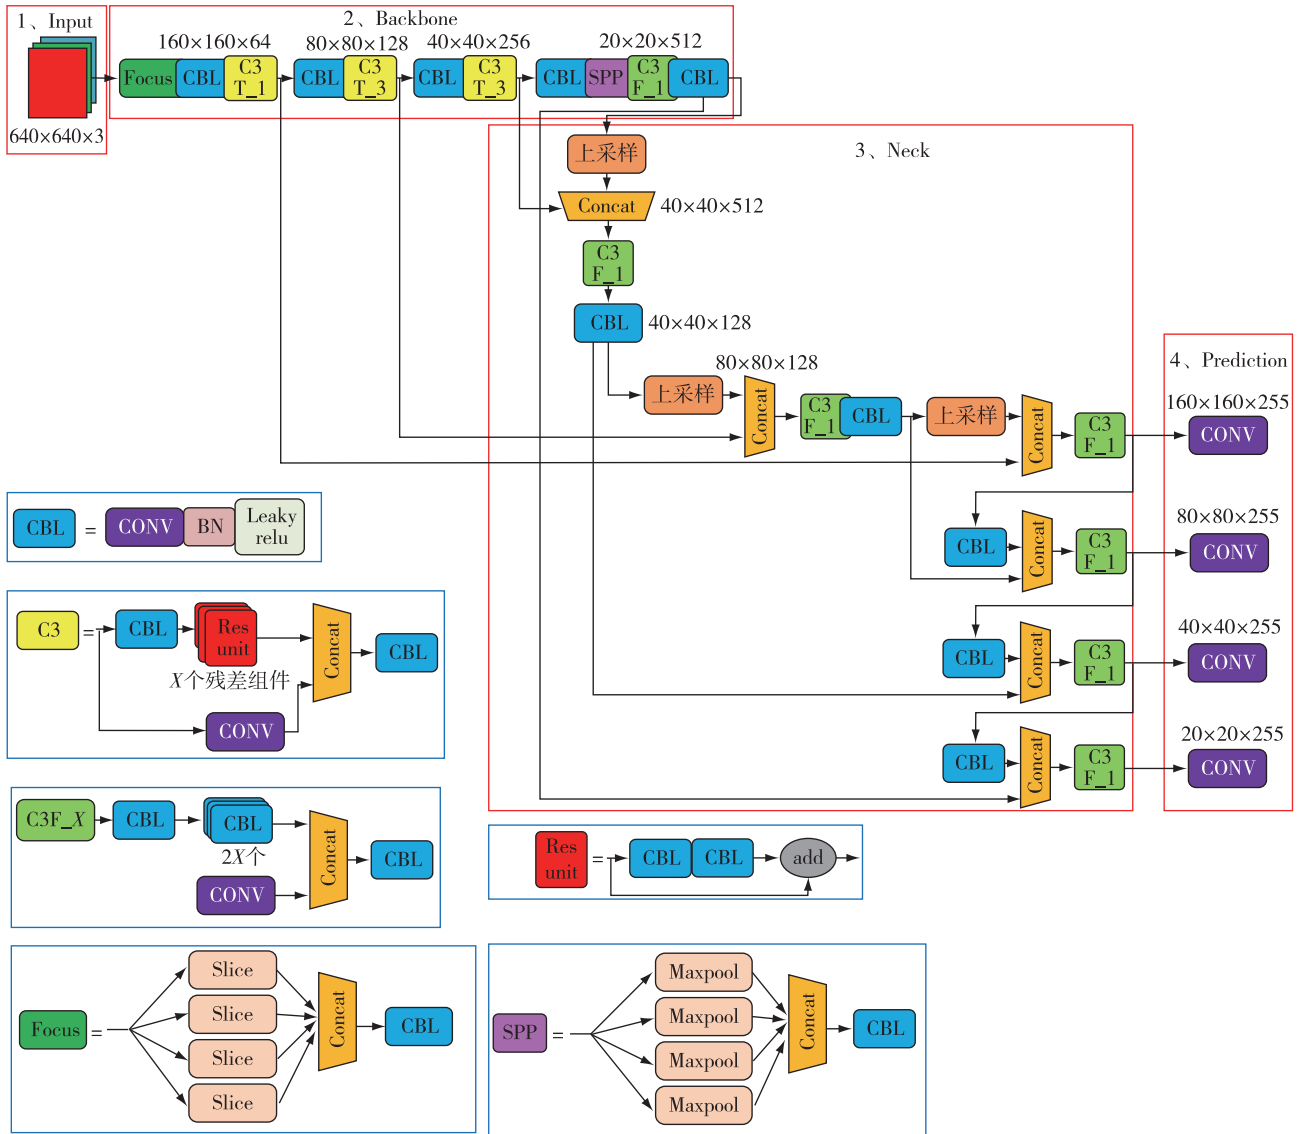 1、Input
640×640×3
2、Backbone
160×160×64
80×80×128
40×40×256
20×20×512
Focus
CBL
C3
T_1
CBL
C3
T_3
CBL
C3
T_3
CBL
SPP
C3
F_1
CBL
3、Neck
上采样
Concat
40×40×512
C3
F_1
CBL
40×40×128
80×80×128
上采样
Concat
C3
F_1
CBL
上采样
Concat
C3
F_1
CBL
Concat
C3
F_1
CBL
Concat
C3
F_1
CBL
Concat
C3
F_1
4、Prediction
160×160×255
CONV
80×80×255
CONV
40×40×255
CONV
20×20×255
CONV
CBL
=
CONV
BN
Leaky
relu
C3
=
CBL
Res
unit
X个残差组件
CONV
Concat
CBL
C3F_X
CBL
CBL
2X个
CONV
Concat
CBL
Res
unit
=
CBL
CBL
add
Focus
=
Slice
Slice
Slice
Slice
Concat
CBL
SPP
=
Maxpool
Maxpool
Maxpool
Maxpool
Concat
CBL